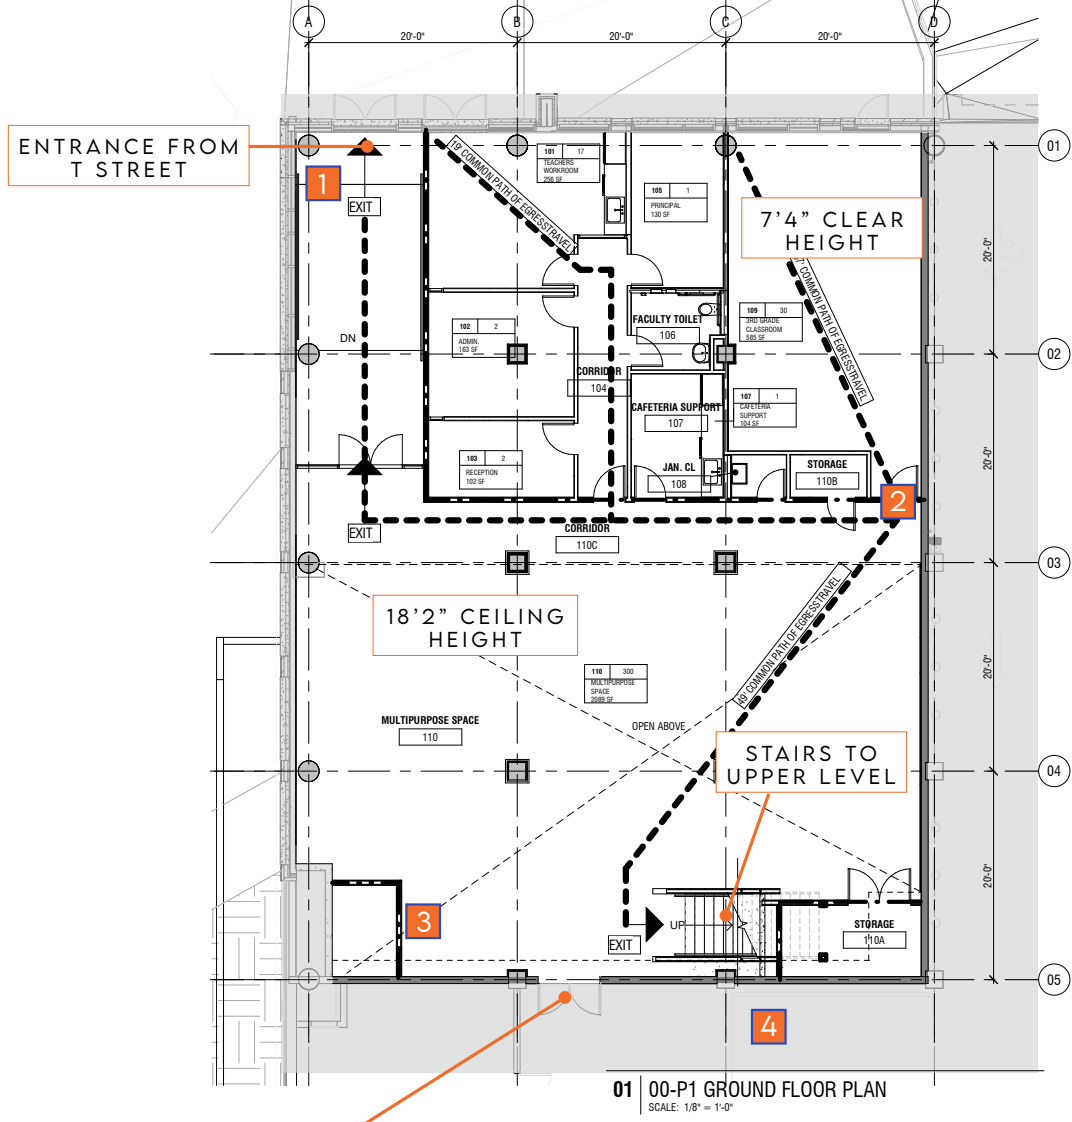 A
B
C
D
20'-0"
20'-0"
20'-0"
ENTRANCE FROM
T STREET
1
EXIT
19' COMMON PATH OF EGRESSTRAVEL
101 17
TEACHERS
WORKROOM
256 SF
105 1
PRINCIPAL
130 SF
01
7'4" CLEAR
HEIGHT
20'-0"
COMMON PATH OF EGRESSTRAVEL
FACULTY TOILET
106
109 30
3RD GRADE
CLASSROOM
585 SF
102 2
ADMIN.
163 SF
DN
02
CORRIDOR
104
CAFETERIA SUPPORT
107
107 1
CAFETERIA
SUPPORT
104 SF
103 2
RECEPTION
102 SF
JAN. CL
108
STORAGE
110B
20'-0"
2
EXIT
CORRIDOR
110C
03
18'2" CEILING
HEIGHT
49' COMMON PATH OF EGRESSTRAVEL
110 300
MULTIPURPOSE
SPACE
2089 SF
20'-0"
MULTIPURPOSE SPACE
110
OPEN ABOVE
STAIRS TO
UPPER LEVEL
04
20'-0"
3
UP
EXIT
STORAGE
110A
05
4
01 00-P1 GROUND FLOOR PLAN
SCALE: 1/8" = 1'-0"